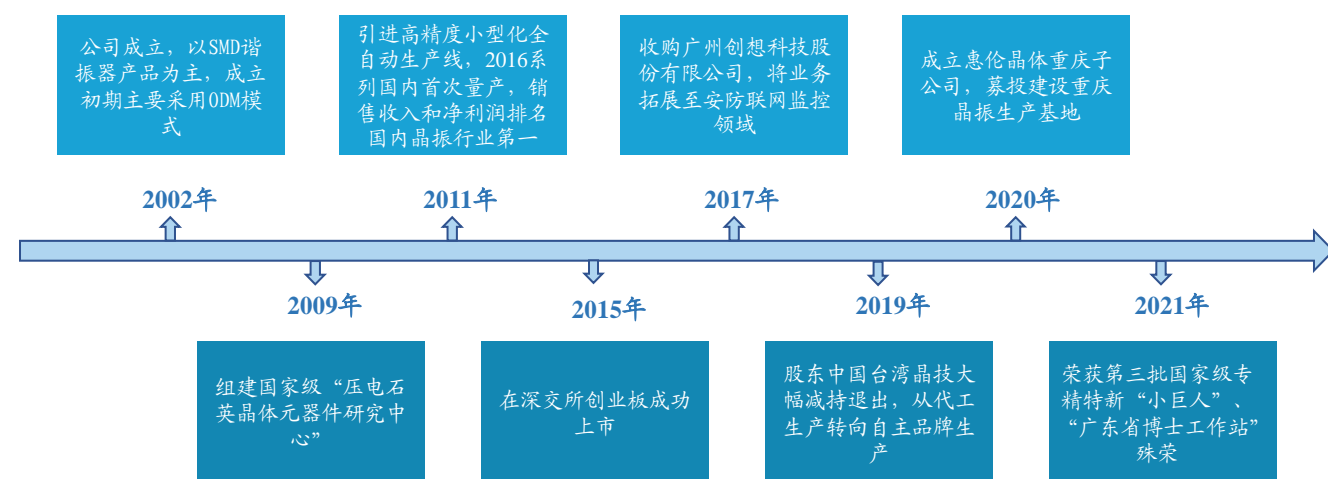 公司成立，以SMD谐
振器产品为主，成立
初期主要采用ODM模
式
引进高精度小型化全
自动生产线，2016系
列国内首次量产，销
售收入和净利润排名
国内晶振行业第一
收购广州创想科技股
份有限公司，将业务
拓展至安防联网监控
领域
成立惠伦晶体重庆子
公司，募投建设重庆
晶振生产基地
2002年
2011年
2017年
2020年
2009年
2015年
2019年
2021年
组建国家级“压电石
英晶体元器件研究中
心”
在深交所创业板成功
上市
股东中国台湾晶技大
幅减持退出，从代工
生产转向自主品牌生
产
荣获第三批国家级专
精特新“小巨人”、
“广东省博士工作站”
殊荣